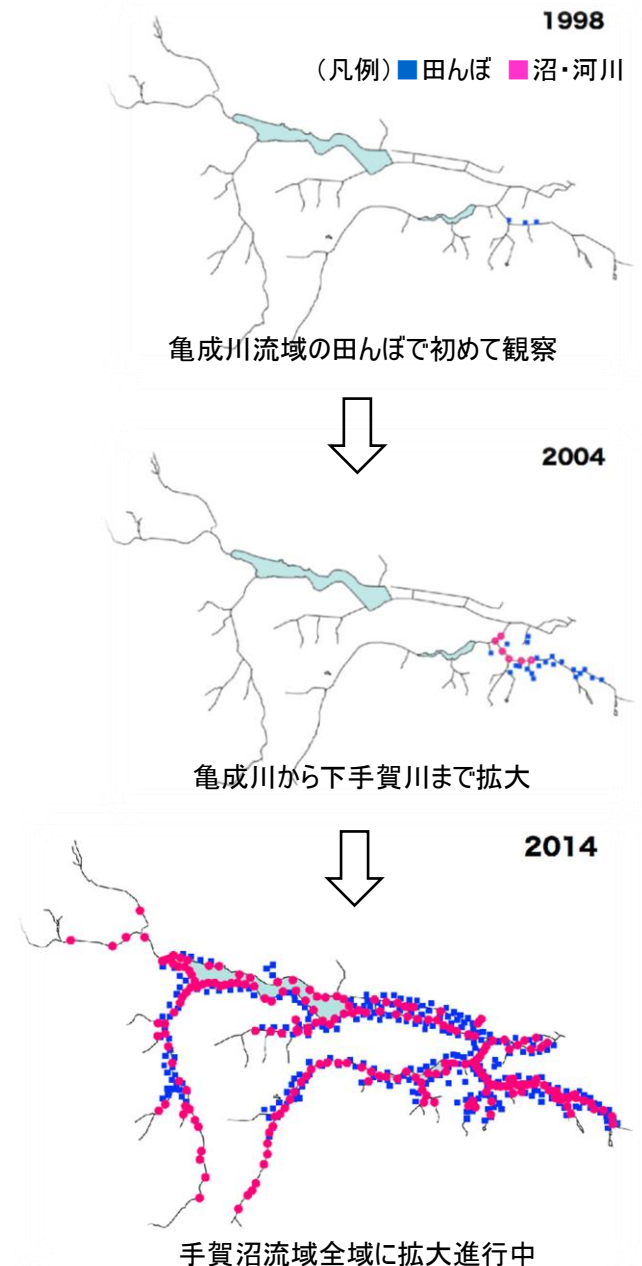 1998
（凡例）■田んぼ ■沼・河川
亀成川流域の田んぼで初めて観察
2004
亀成川から下手賀川まで拡大
2014
手賀沼流域全域に拡大進行中